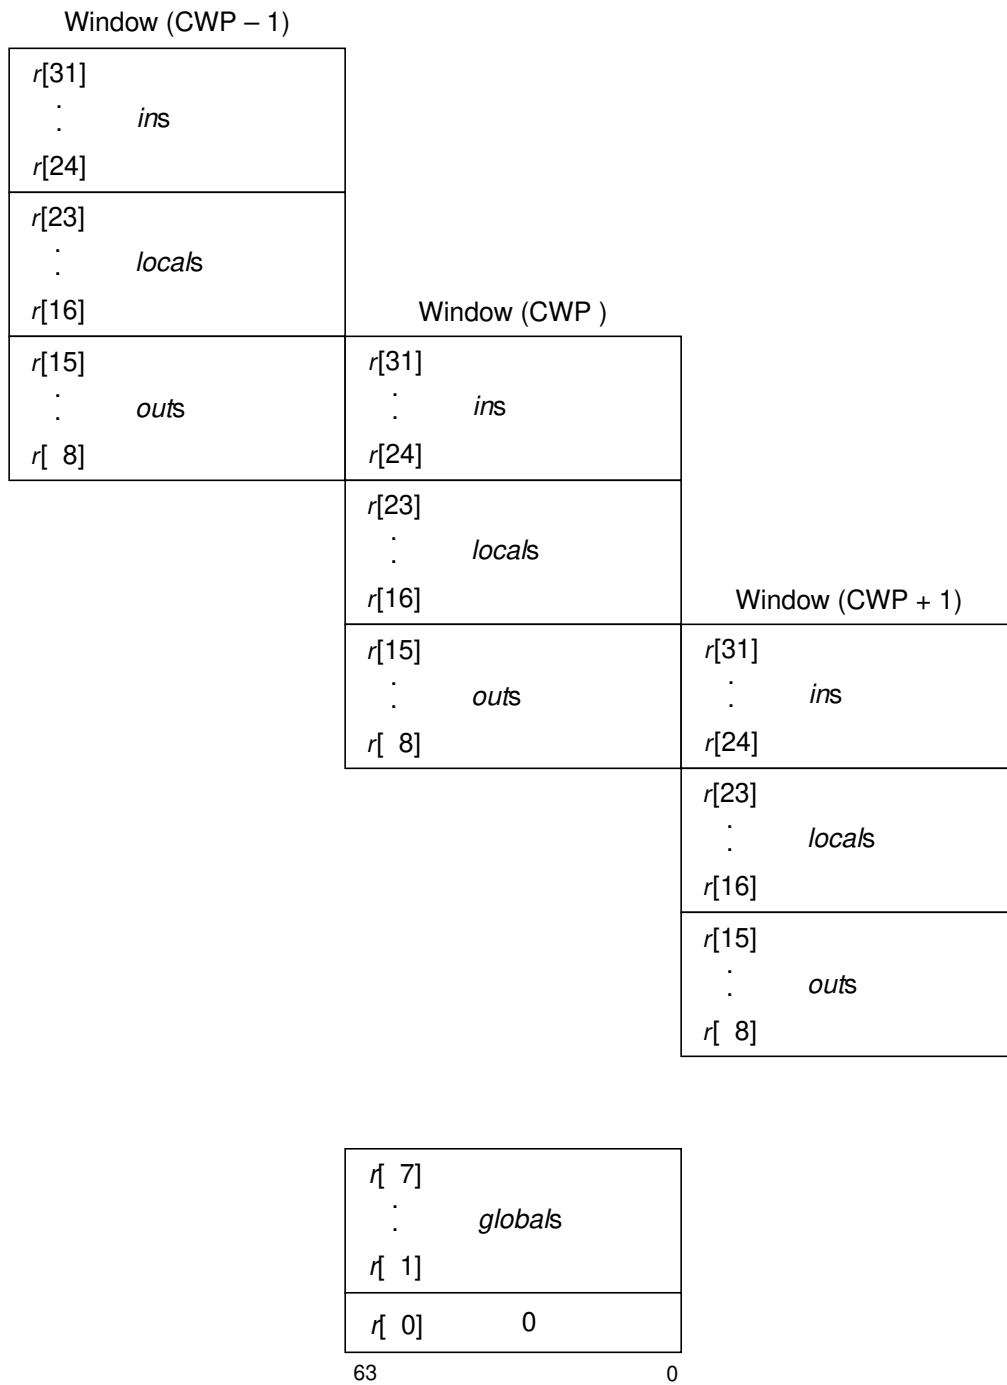 Window (CWP – 1)
r[31]
.
. ins
r[24]
r[23]
.
. locals
r[16]
r[15]
.
. outs
r[ 8]
Window (CWP )
r[31]
.
. ins
r[24]
r[23]
.
. locals
r[16]
r[15]
.
. outs
r[ 8]
Window (CWP + 1)
r[31]
.
. ins
r[24]
r[23]
.
. locals
r[16]
r[15]
.
. outs
r[ 8]
r[ 7]
.
. globals
r[ 1]
r[ 0] 0
63 0